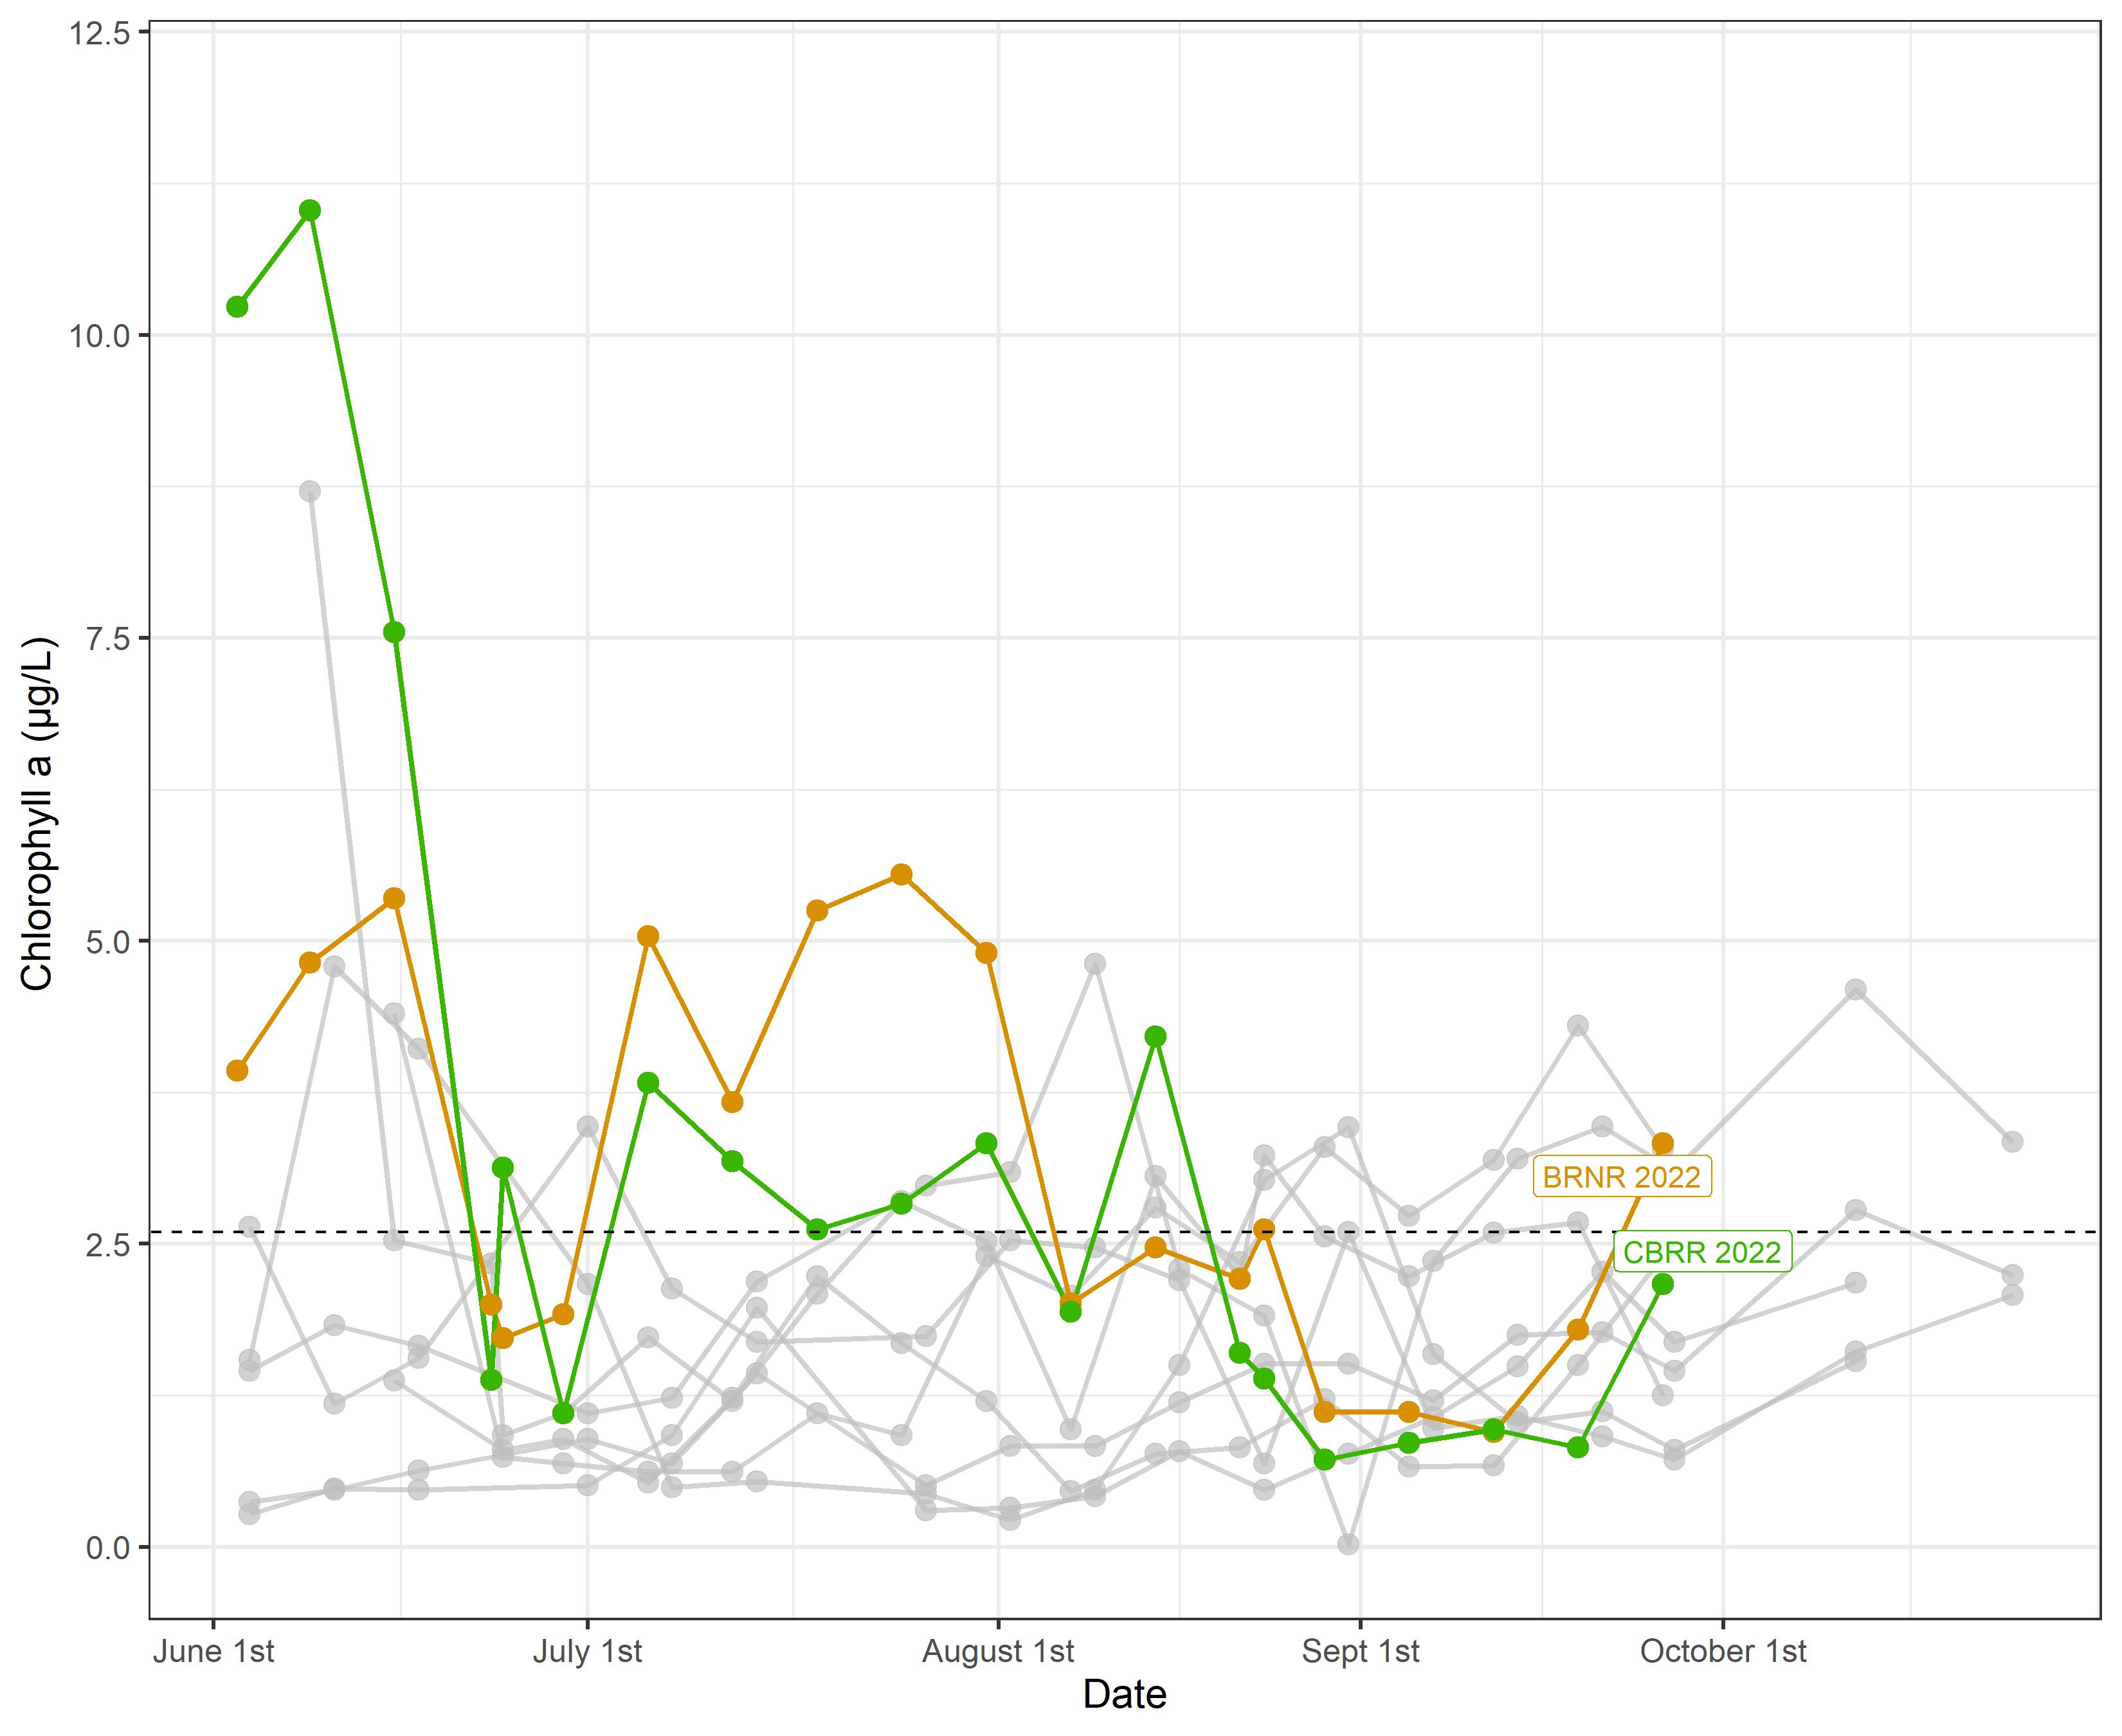 12.5
10.0
7.5
5.0
2.5
0.0
Chlorophyll a (µg/L)
BRNR 2022
CBRR 2022
June 1st
July 1st
August 1st
Sept 1st
October 1st
Date